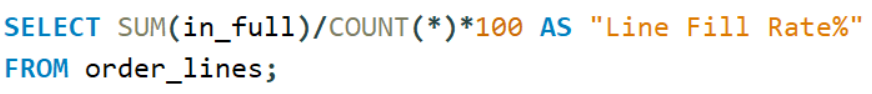 SELECT SUM(in_full)/COUNT(*)*100 AS "Line Fill Rate%"
FROM order_lines;